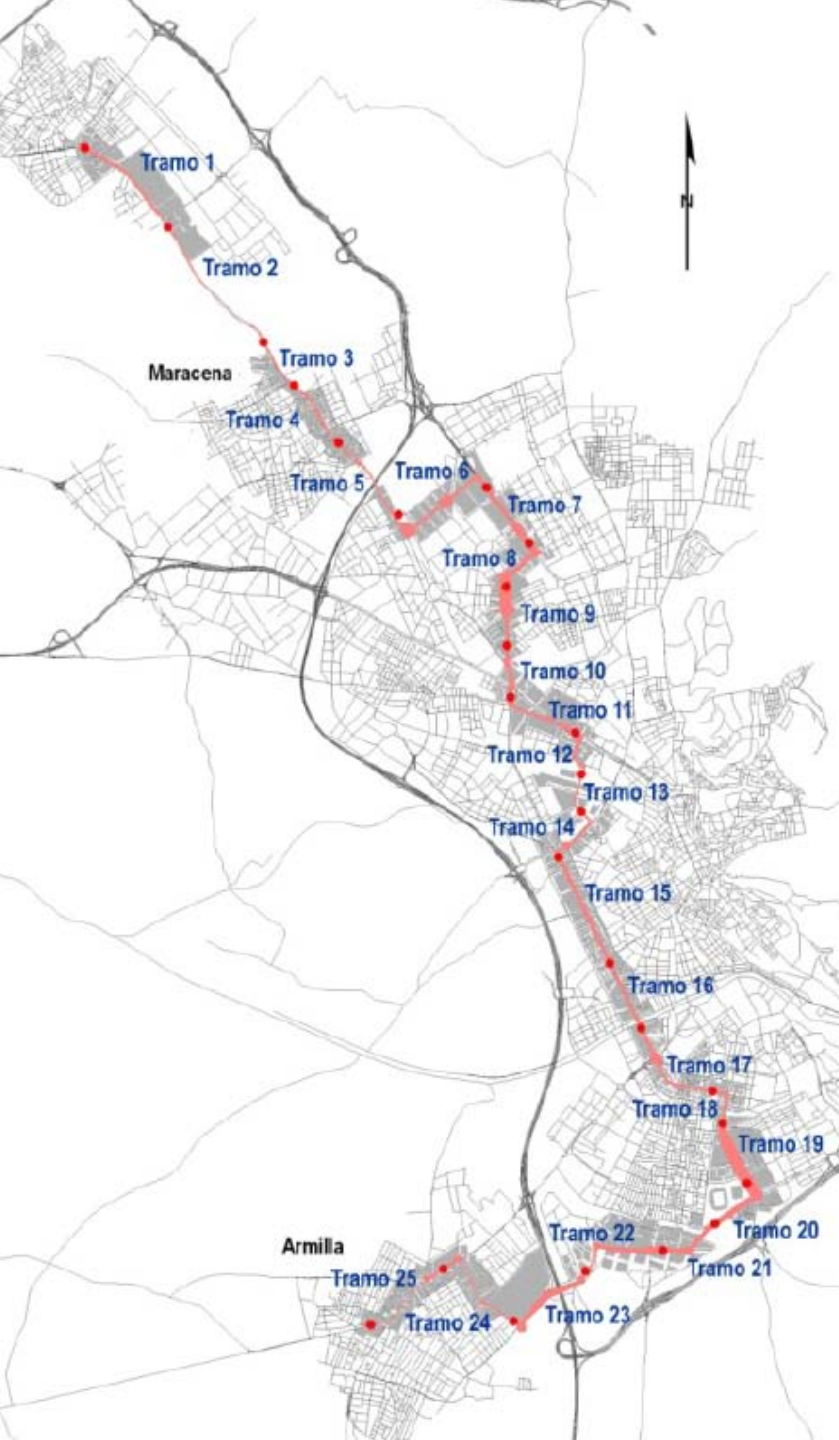 Tramo 1
N
Tramo 2
Tramo 3
Maracena
Tramo 4
Tramo 6
Tramo 5
Tramo 7
Tramo 8
Tramo 9
Tramo 10
Tramo 11
Tramo 12
Tramo 13
Tramo 14
Tramo 15
Tramo 16
Tramo 17
Tramo 18
Tramo 19
Tramo 20
Tramo 22
Armilla
Tramo 21
Tramo 25
Tramo 23
Tramo 24